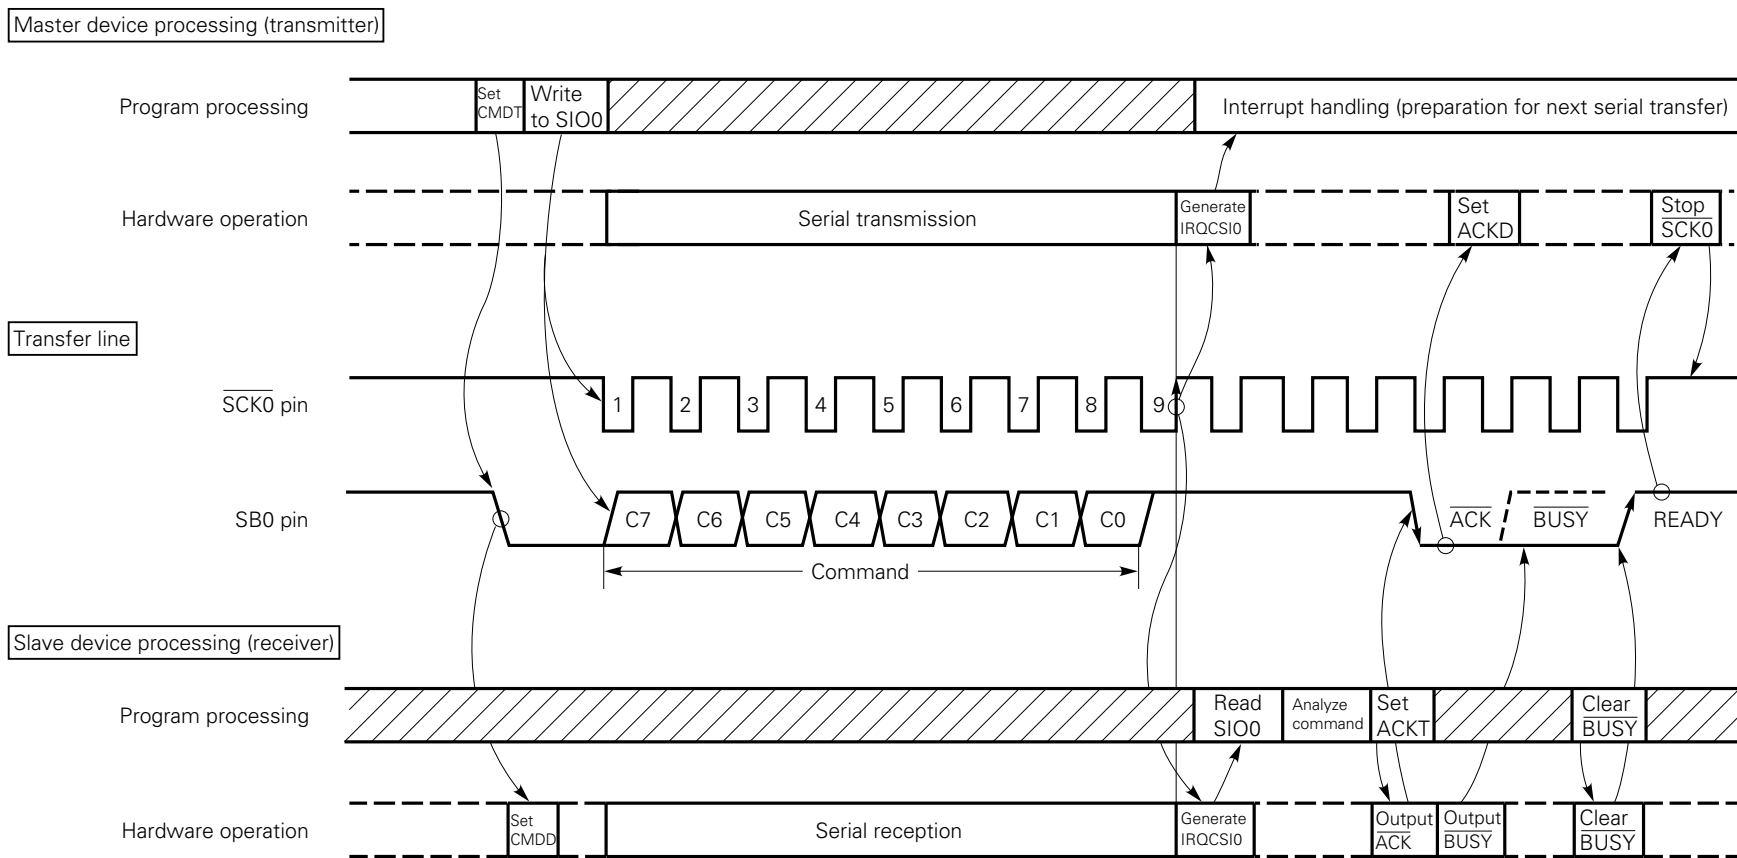 Master device processing (transmitter)
Program processing
Set
CMDT
Write
to SIO0
Interrupt handling (preparation for next serial transfer)
Hardware operation
Serial transmission
Generate
IRQCSI0
Set
ACKD
Stop
SCK0
Transfer line
SCK0 pin
1 2 3 4 5 6 7 8 9
SB0 pin
C7 C6 C5 C4 C3 C2 C1 C0
ACK BUSY READY
Command
Slave device processing (receiver)
Program processing
Read
SIO0
Analyze
command
Set
ACKT
Clear
BUSY
Hardware operation
Set
CMDD
Serial reception
Generate
IRQCSI0
Output
ACK
Output
BUSY
Clear
BUSY